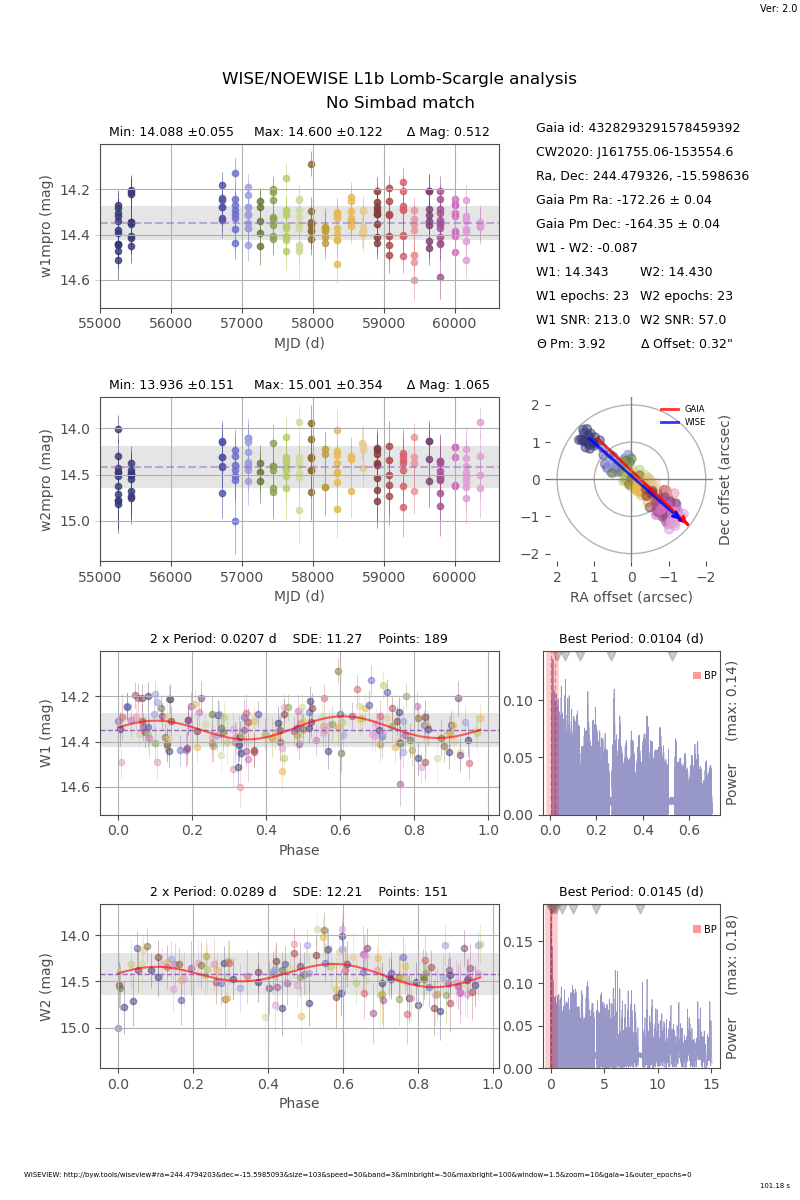 Ver: 2.0
WISE/NOEWISE L1b Lomb-Scargle analysis
No Simbad match
Min: 14.088 ±0.055 Max: 14.600 ±0.122 Δ Mag: 0.512
w1mpro (mag)
14.2
14.4
14.6
55000 56000 57000 58000 59000 60000
MJD (d)
Gaia id: 4328293291578459392
CW2020: J161755.06-153554.6
Ra, Dec: 244.479326, -15.598636
Gaia Pm Ra: -172.26 ± 0.04
Gaia Pm Dec: -164.35 ± 0.04
W1 - W2: -0.087
W1: 14.343 W2: 14.430
W1 epochs: 23 W2 epochs: 23
W1 SNR: 213.0 W2 SNR: 57.0
Θ Pm: 3.92 Δ Offset: 0.32"
Min: 13.936 ±0.151 Max: 15.001 ±0.354 Δ Mag: 1.065
w2mpro (mag)
14.0
14.5
15.0
55000 56000 57000 58000 59000 60000
MJD (d)
GAIA
WISE
2
1
0
−1
−2
2 1 0 −1 −2
RA offset (arcsec)
Dec offset (arcsec)
2 x Period: 0.0207 d SDE: 11.27 Points: 189
W1 (mag)
14.2
14.4
14.6
0.0 0.2 0.4 0.6 0.8 1.0
Phase
Best Period: 0.0104 (d)
BP
0.10
0.05
0.00
0.0 0.2 0.4 0.6
Power (max: 0.14)
2 x Period: 0.0289 d SDE: 12.21 Points: 151
W2 (mag)
14.0
14.5
15.0
0.0 0.2 0.4 0.6 0.8 1.0
Phase
Best Period: 0.0145 (d)
BP
0.15
0.10
0.05
0.00
0 5 10 15
Power (max: 0.18)
WISEVIEW: http://byw.tools/wiseview#ra=244.4794203&dec=-15.5985093&size=103&speed=50&band=3&minbright=-50&maxbright=100&window=1.5&zoom=10&gaia=1&outer_epochs=0
101.18 s